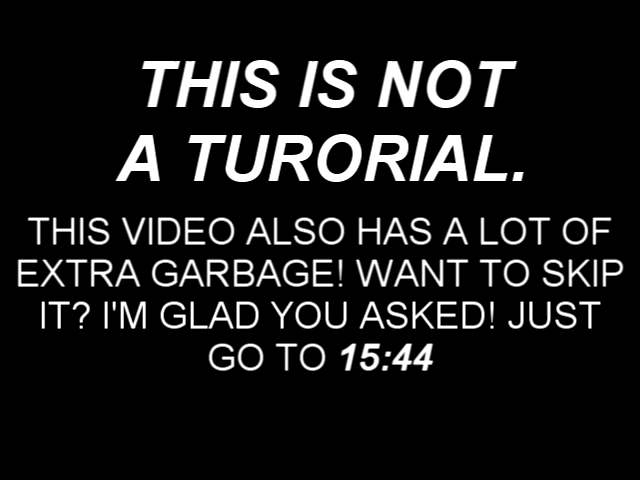 THIS IS NOT
A TURORIAL.
THIS VIDEO ALSO HAS A LOT OF
EXTRA GARBAGE! WANT TO SKIP
IT? I'M GLAD YOU ASKED! JUST
GO TO 15:44